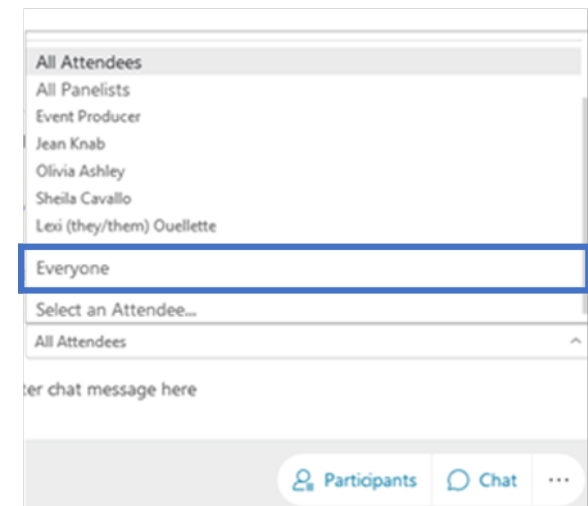 All Attendees
All Panelists
Event Producer
Jean Knab
Olivia Ashley
Sheila Cavallo
Lexi (they/them) Ouellette
Everyone
Select an Attendee...
All Attendees
ter chat message here
Participants Chat ...